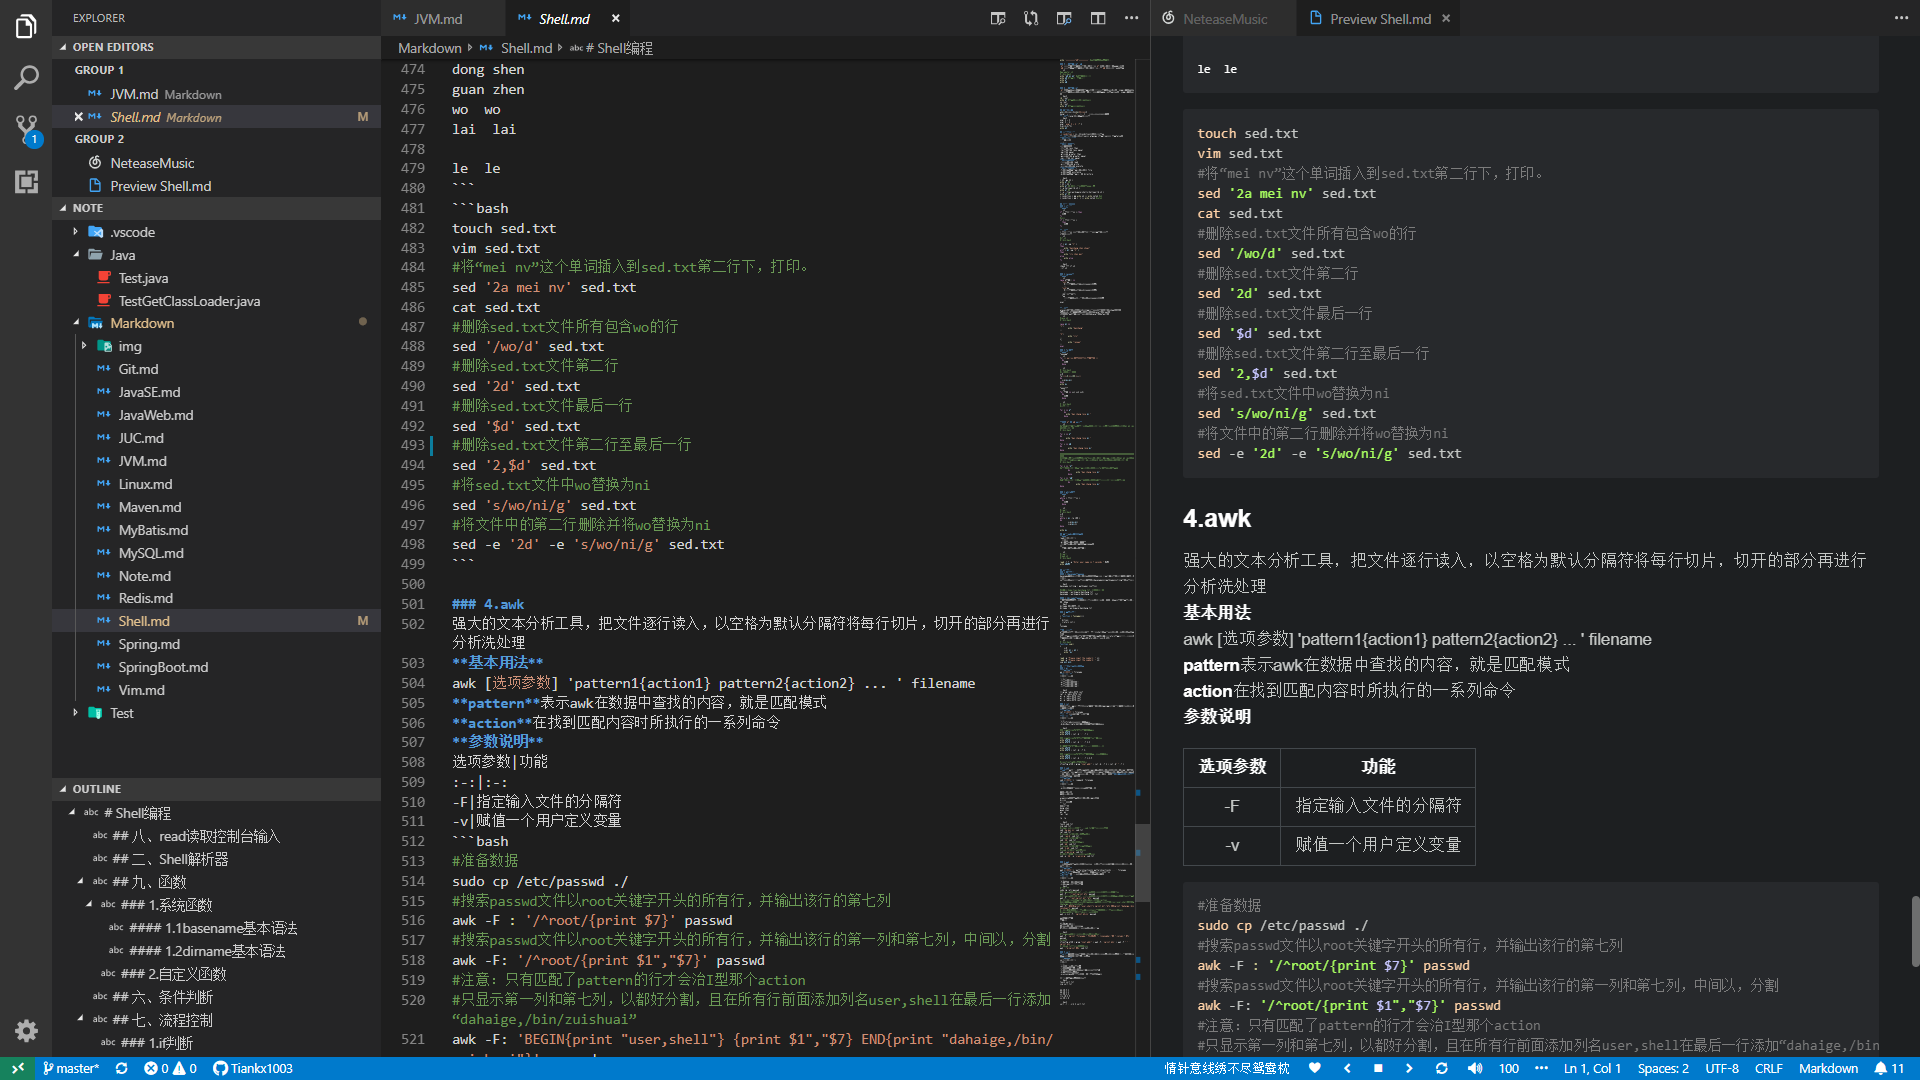 EXPLORER
OPEN EDITORS
GROUP 1
JVM.md Markdown
Shell.md Markdown M
GROUP 2
NeteaseMusic
Preview Shell.md
NOTE
.vscode
Java
Test.java
TestGetClassLoader.java
Markdown
img
Git.md
JavaSE.md
JavaWeb.md
JUC.md
JVM.md
Linux.md
Maven.md
MyBatis.md
MySQL.md
Note.md
Redis.md
Shell.md M
Spring.md
SpringBoot.md
Vim.md
Test
OUTLINE
abc # Shell编程
abc ## 八、read读取控制台输入
abc ## 二、Shell解析器
abc ## 九、函数
abc ### 1.系统函数
abc #### 1.1basename基本语法
abc #### 1.2dirname基本语法
abc ### 2.自定义函数
abc ## 六、条件判断
abc ## 七、流程控制
abc ### 1.if判断
JVM.md
Shell.md
Markdown Shell.md abc # Shell编程
474 dong shen
475 guan zhen
476 wo  wo
477 lai  lai
478
479 le  le
480 ```
481 ```bash
482 touch sed.txt
483 vim sed.txt
484 #将“mei nv”这个单词插入到sed.txt第二行下，打印。
485 sed '2a mei nv' sed.txt
486 cat sed.txt
487 #删除sed.txt文件所有包含wo的行
488 sed '/wo/d' sed.txt
489 #删除sed.txt文件第二行
490 sed '2d' sed.txt
491 #删除sed.txt文件最后一行
492 sed '$d' sed.txt
493 #删除sed.txt文件第二行至最后一行
494 sed '2,$d' sed.txt
495 #将sed.txt文件中wo替换为ni
496 sed 's/wo/ni/g' sed.txt
497 #将文件中的第二行删除并将wo替换为ni
498 sed -e '2d' -e 's/wo/ni/g' sed.txt
499 ```
500
501 ### 4.awk
502 强大的文本分析工具，把文件逐行读入，以空格为默认分隔符将每行切片，切开的部分再进行
分析洗处理
503 **基本用法**
504 awk [选项参数] 'pattern1{action1} pattern2{action2} ... ' filename
505 **pattern**表示awk在数据中查找的内容，就是匹配模式
506 **action**在找到匹配内容时所执行的一系列命令
507 **参数说明**
508 选项参数|功能
509 :-:|:-:
510 -F|指定输入文件的分隔符
511 -v|赋值一个用户定义变量
512 ```bash
513 #准备数据
514 sudo cp /etc/passwd ./
515 #搜索passwd文件以root关键字开头的所有行，并输出该行的第七列
516 awk -F : '/^root/{print $7}' passwd
517 #搜索passwd文件以root关键字开头的所有行，并输出该行的第一列和第七列，中间以，分割
518 awk -F: '/^root/{print $1","$7}' passwd
519 #注意：只有匹配了pattern的行才会治I型那个action
520 #只显示第一列和第七列，以都好分割，且在所有行前面添加列名user,shell在最后一行添加
“dahaige,/bin/zuishuai”
521 awk -F: 'BEGIN{print "user,shell"} {print $1","$7} END{print "dahaige,/bin/
NeteaseMusic
Preview Shell.md
le  le
touch sed.txt
vim sed.txt
#将“mei nv”这个单词插入到sed.txt第二行下，打印。
sed '2a mei nv' sed.txt
cat sed.txt
#删除sed.txt文件所有包含wo的行
sed '/wo/d' sed.txt
#删除sed.txt文件第二行
sed '2d' sed.txt
#删除sed.txt文件最后一行
sed '$d' sed.txt
#删除sed.txt文件第二行至最后一行
sed '2,$d' sed.txt
#将sed.txt文件中wo替换为ni
sed 's/wo/ni/g' sed.txt
#将文件中的第二行删除并将wo替换为ni
sed -e '2d' -e 's/wo/ni/g' sed.txt
4.awk
强大的文本分析工具，把文件逐行读入，以空格为默认分隔符将每行切片，切开的部分再进行
分析洗处理
基本用法
awk [选项参数] 'pattern1{action1} pattern2{action2} ... ' filename
pattern表示awk在数据中查找的内容，就是匹配模式
action在找到匹配内容时所执行的一系列命令
参数说明
选项参数 功能
-F 指定输入文件的分隔符
-v 赋值一个用户定义变量
#准备数据
sudo cp /etc/passwd ./
#搜索passwd文件以root关键字开头的所有行，并输出该行的第七列
awk -F : '/^root/{print $7}' passwd
#搜索passwd文件以root关键字开头的所有行，并输出该行的第一列和第七列，中间以，分割
awk -F: '/^root/{print $1","$7}' passwd
#注意：只有匹配了pattern的行才会治I型那个action
#只显示第一列和第七列，以都好分割，且在所有行前面添加列名user,shell在最后一行添加“dahaige,/bin
master* 0 0 Tiankx1003 情针意线绣不尽鸳鸯枕 100 Ln 1, Col 1 Spaces: 2 UTF-8 CRLF Markdown 11